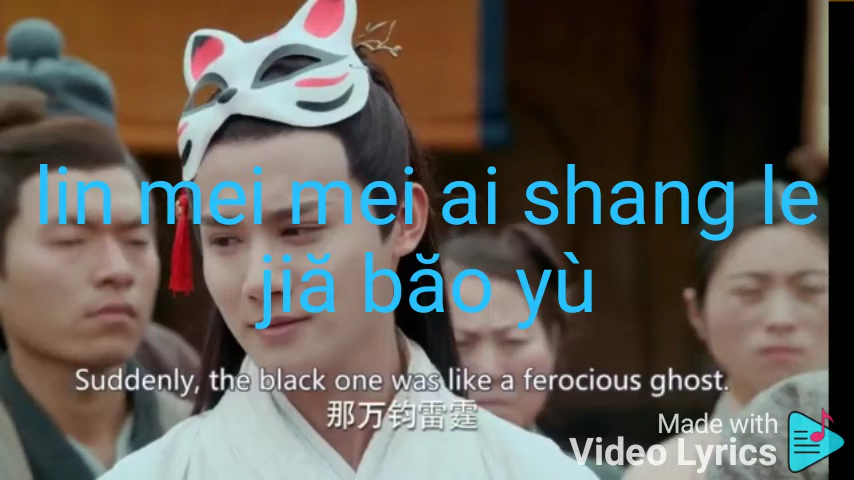 lin mei mei ai shang le
jiă băo yù
Suddenly, the black one was like a ferocious ghost.
那万钧雷霆
Made with
Video Lyrics